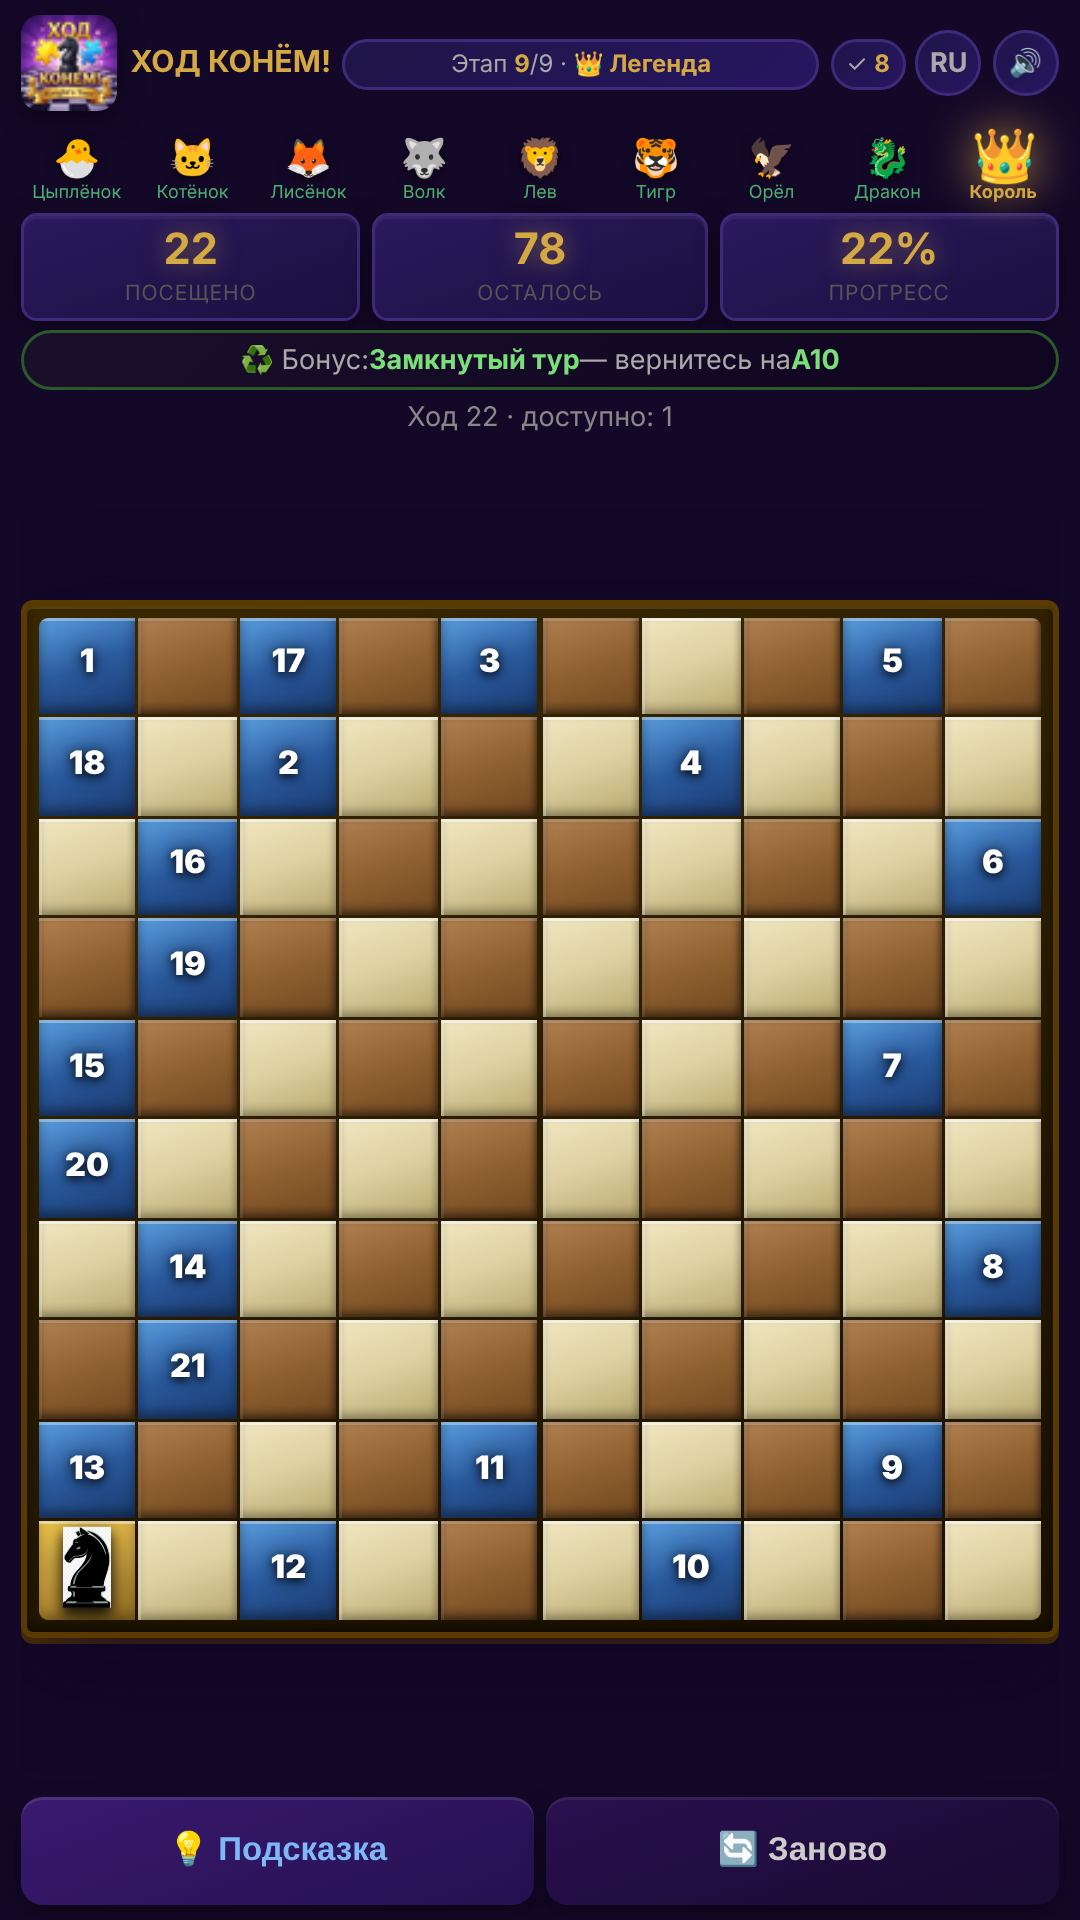 ХОД
КОНЕМ!
ХОД КОНЁМ!
Этап 9/9 · 👑 Легенда
✓ 8
RU
Цыплёнок Котёнок Лисёнок Волк Лев Тигр Орёл Дракон Король
22 78 22%
ПОСЕЩЕНО ОСТАЛОСЬ ПРОГРЕСС
♻️ Бонус:Замкнутый тур— вернитесь наA10
Ход 22 · доступно: 1
1 17 3 5
18 2 4
16 6
19
15 7
20
14 8
21
13 11 9
12 10
💡 Подсказка
🔄 Заново